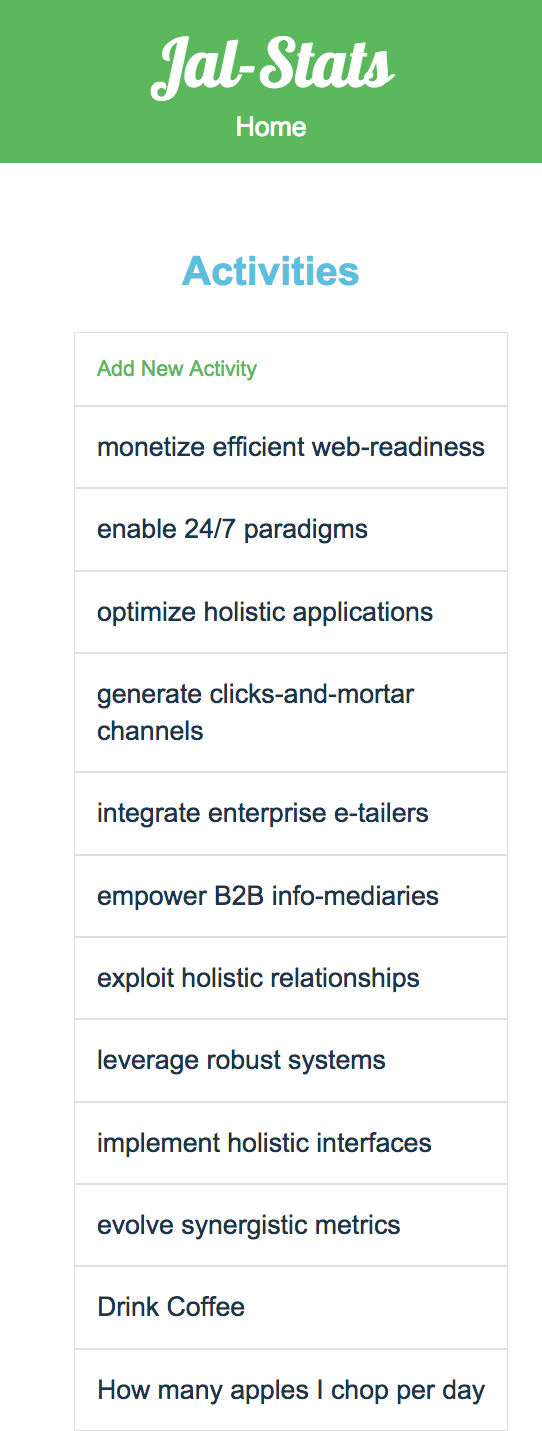 Jal-Stats
Home
Activities
Add New Activity
monetize efficient web-readiness
enable 24/7 paradigms
optimize holistic applications
generate clicks-and-mortar
channels
integrate enterprise e-tailers
empower B2B info-mediaries
exploit holistic relationships
leverage robust systems
implement holistic interfaces
evolve synergistic metrics
Drink Coffee
How many apples I chop per day